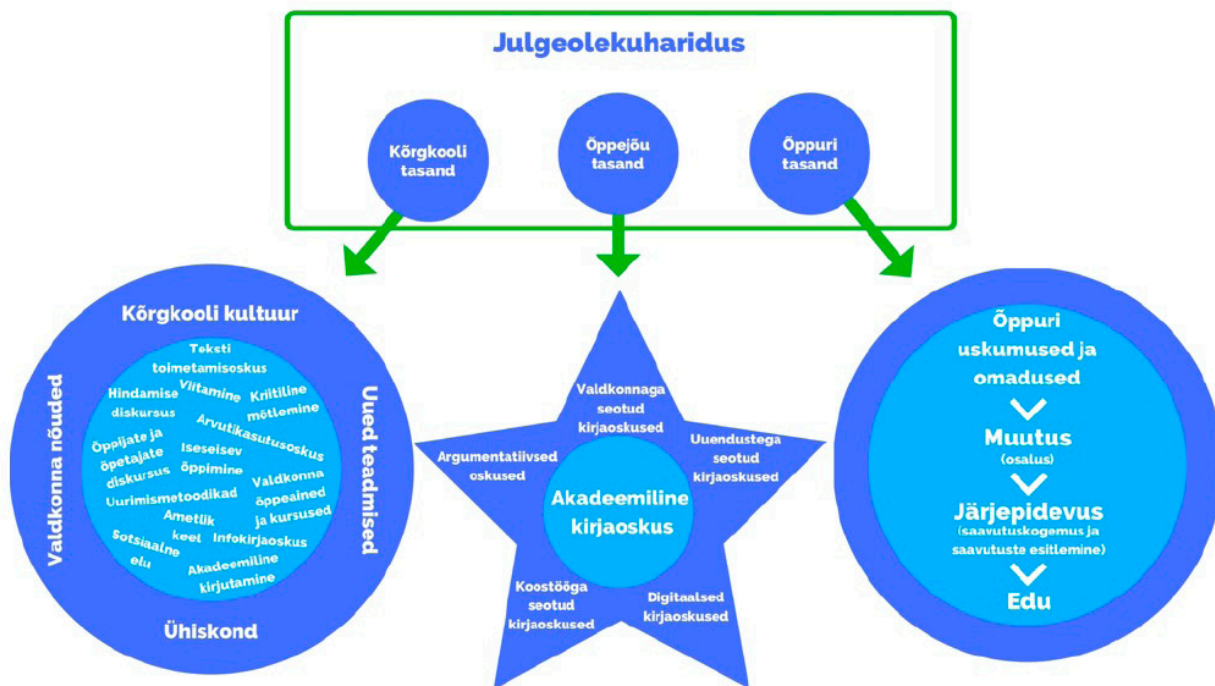 Julgeolekuharidus
Kõrgkooli
tasand
Õppejõu
tasand
Õppuri
tasand
Kõrgkooli kultuur
Valdkonna nõuded
Uued teadmised
Ühiskond
Teksti
toimetamisoskus
Hindamise
diskursus
Viitamine
Kriitiline
mõtlemine
Arvutikasutusoskus
Õppijate ja
õpetajate
diskursus
Iseseisev
õppimine
Uurimismetoodikad
Valdkonna
õppeained
ja kursused
Ametlik
keel
Infokirjaoskus
Sotsiaalne
elu
Akadeemiline
kirjutamine
Valdkonnaga
seotud
kirjaoskused
Argumentatiivsed
oskused
Uuendustega
seotud
kirjaoskused
Akadeemiline
kirjaoskus
Koostööga
seotud
kirjaoskused
Digitaalsed
kirjaoskused
Õppuri
uskumused ja
omadused
Muutus
(osalus)
Järjepidevus
(saavutuskogemus ja
saavutuste esitlemine)
Edu